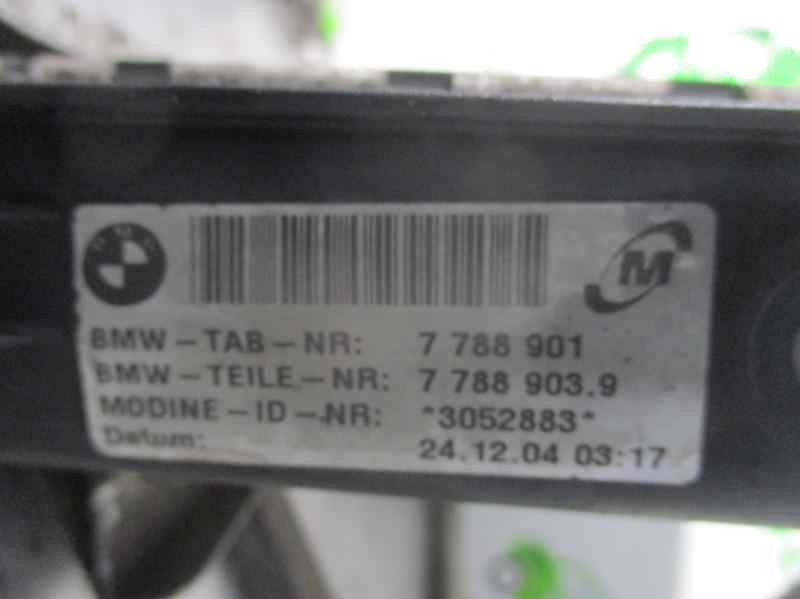 M
BMW-TAB-NR: 7 788 901
BMW-TEILE-NR: 7 788 903.9
MODINE-ID-NR: *3052883*
Datum: 24.12.04 03:17